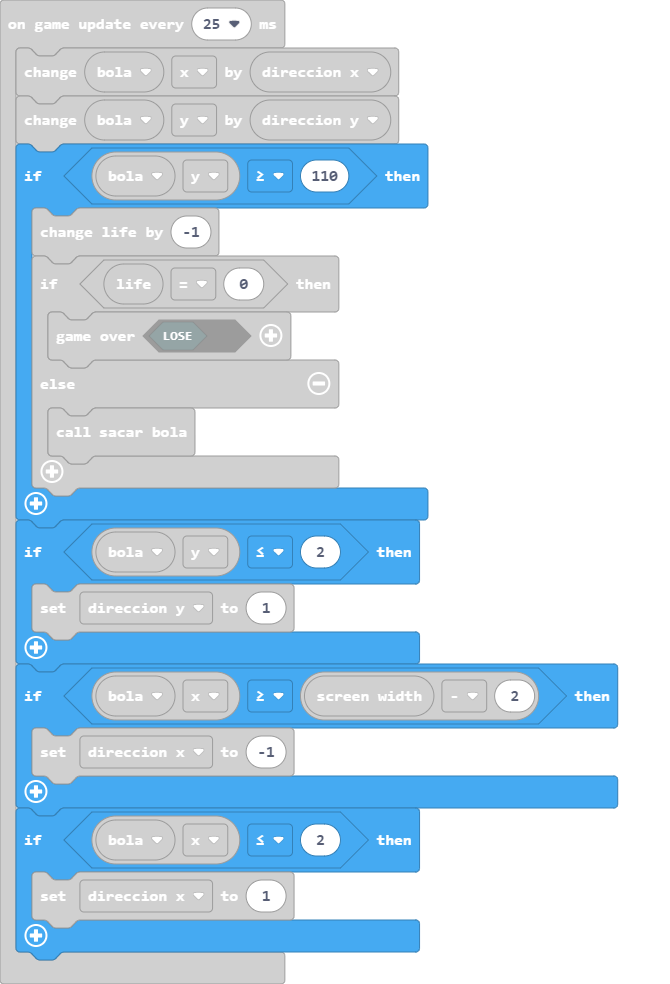 on game update every 25 ms
change bola x by direccion x
change bola y by direccion y
if bola y ≥ 110 then
change life by -1
if life = 0 then
game over LOSE
else
call sacar bola
if bola y ≤ 2 then
set direccion y to 1
if bola x ≥ screen width - 2 then
set direccion x to -1
if bola x ≤ 2 then
set direccion x to 1